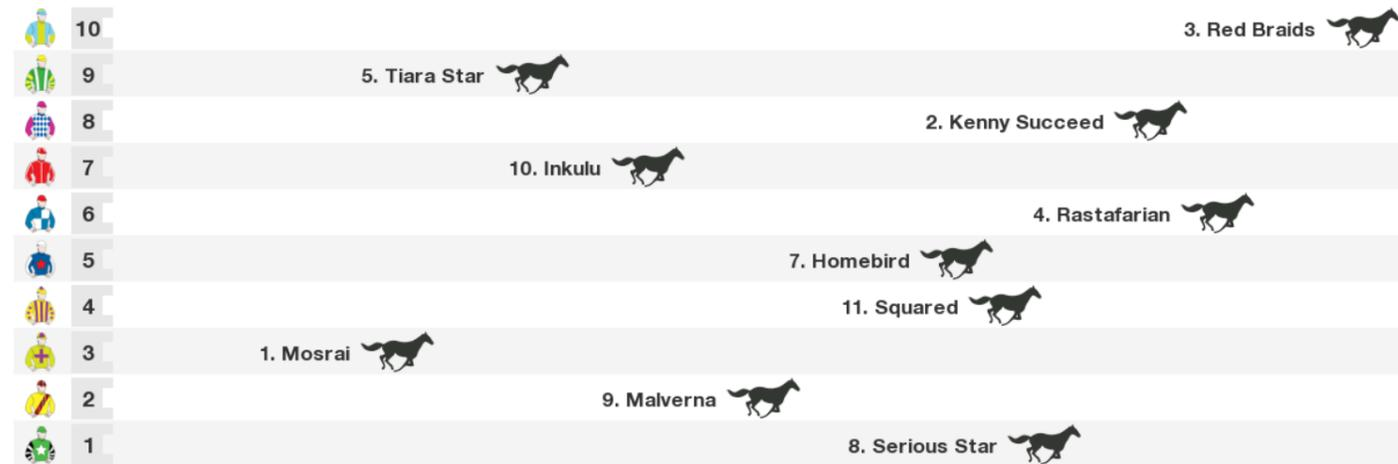 10 3. Red Braids
9 5. Tiara Star
8 2. Kenny Succeed
7 10. Inkulu
6 4. Rastafarian
5 7. Homebird
4 11. Squared
3 1. Mosrai
2 9. Malverna
1 8. Serious Star